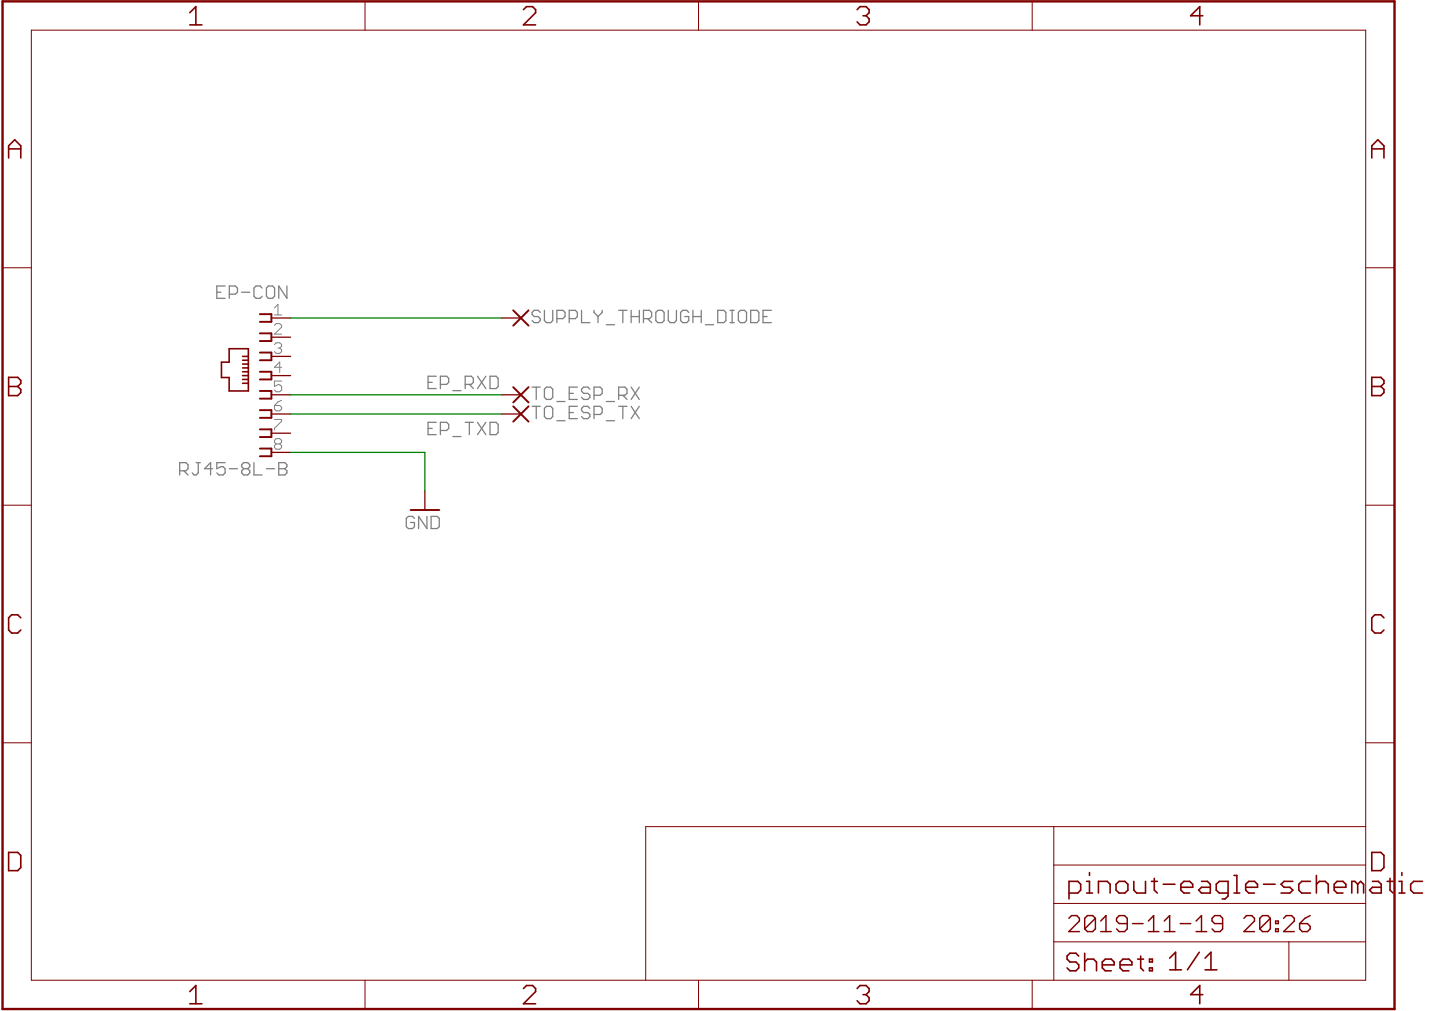 1 2 3 4
A A
EP-CON
1 SUPPLY_THROUGH_DIODE
2
3
4
B B
EP_RXD
5 TO_ESP_RX
6 TO_ESP_TX
7
EP_TXD
8
RJ45-8L-B
GND
C C
D D
pinout-eagle-schematic
2019-11-19 20:26
Sheet: 1/1
1 2 3 4